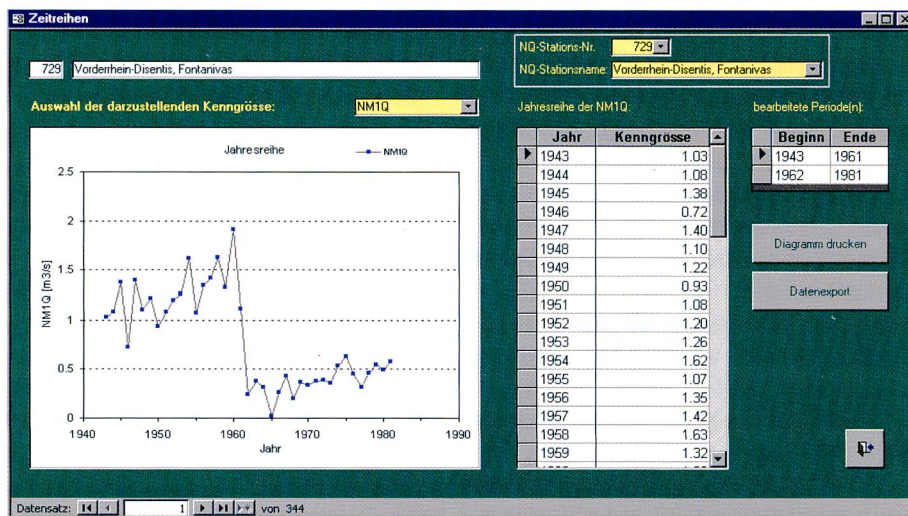 Zeitreihen
NQ-Stations-Nr. 729
729 Vorderrhein-Disentis, Fontanivas
NQ-Stationsname: Vorderrhein-Disentis, Fontanivas
Auswahl der darzustellenden Kenngrösse: NM1Q
Jahresreihe der NM1Q:
bearbeitete Periode(n):
Jahresreihe
NM1Q
NM1Q [m3/s]
2.5
2
1.5
1
0.5
0
1940 1950 1960 1970 1980 1990
Jahr
Jahr Kenngrösse
1943 1.03
1944 1.08
1945 1.38
1946 0.72
1947 1.40
1948 1.10
1949 1.22
1950 0.93
1951 1.08
1952 1.20
1953 1.26
1954 1.62
1955 1.07
1956 1.35
1957 1.42
1958 1.63
1959 1.32
Beginn Ende
1943 1961
1962 1981
Diagramm drucken
Datenexport
Datensatz: 1 von 344